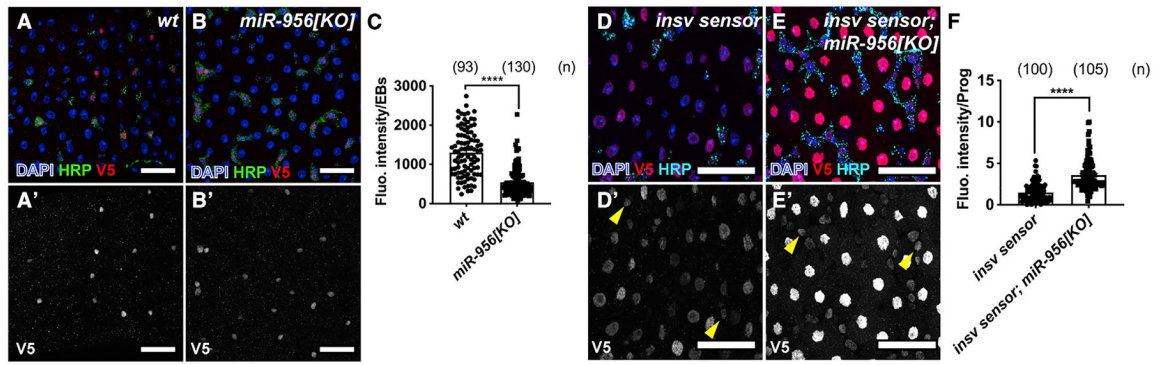 A
wt
B
miR-956[KO]
C
D
insv sensor
E
insv sensor;
miR-956[KO]
F
(93)
(130)
(n)
****
3000
2000
1000
0
Fluo. intensity/EBs
wt
miR-956[KO]
(100)
(105)
(n)
****
15
10
5
0
Fluo. intensity/Prog
insv sensor
insv sensor; miR-956[KO]
DAPI HRP V5
DAPI HRP V5
DAPI V5 HRP
DAPI V5 HRP
A'
B'
D'
E'
V5
V5
V5
V5